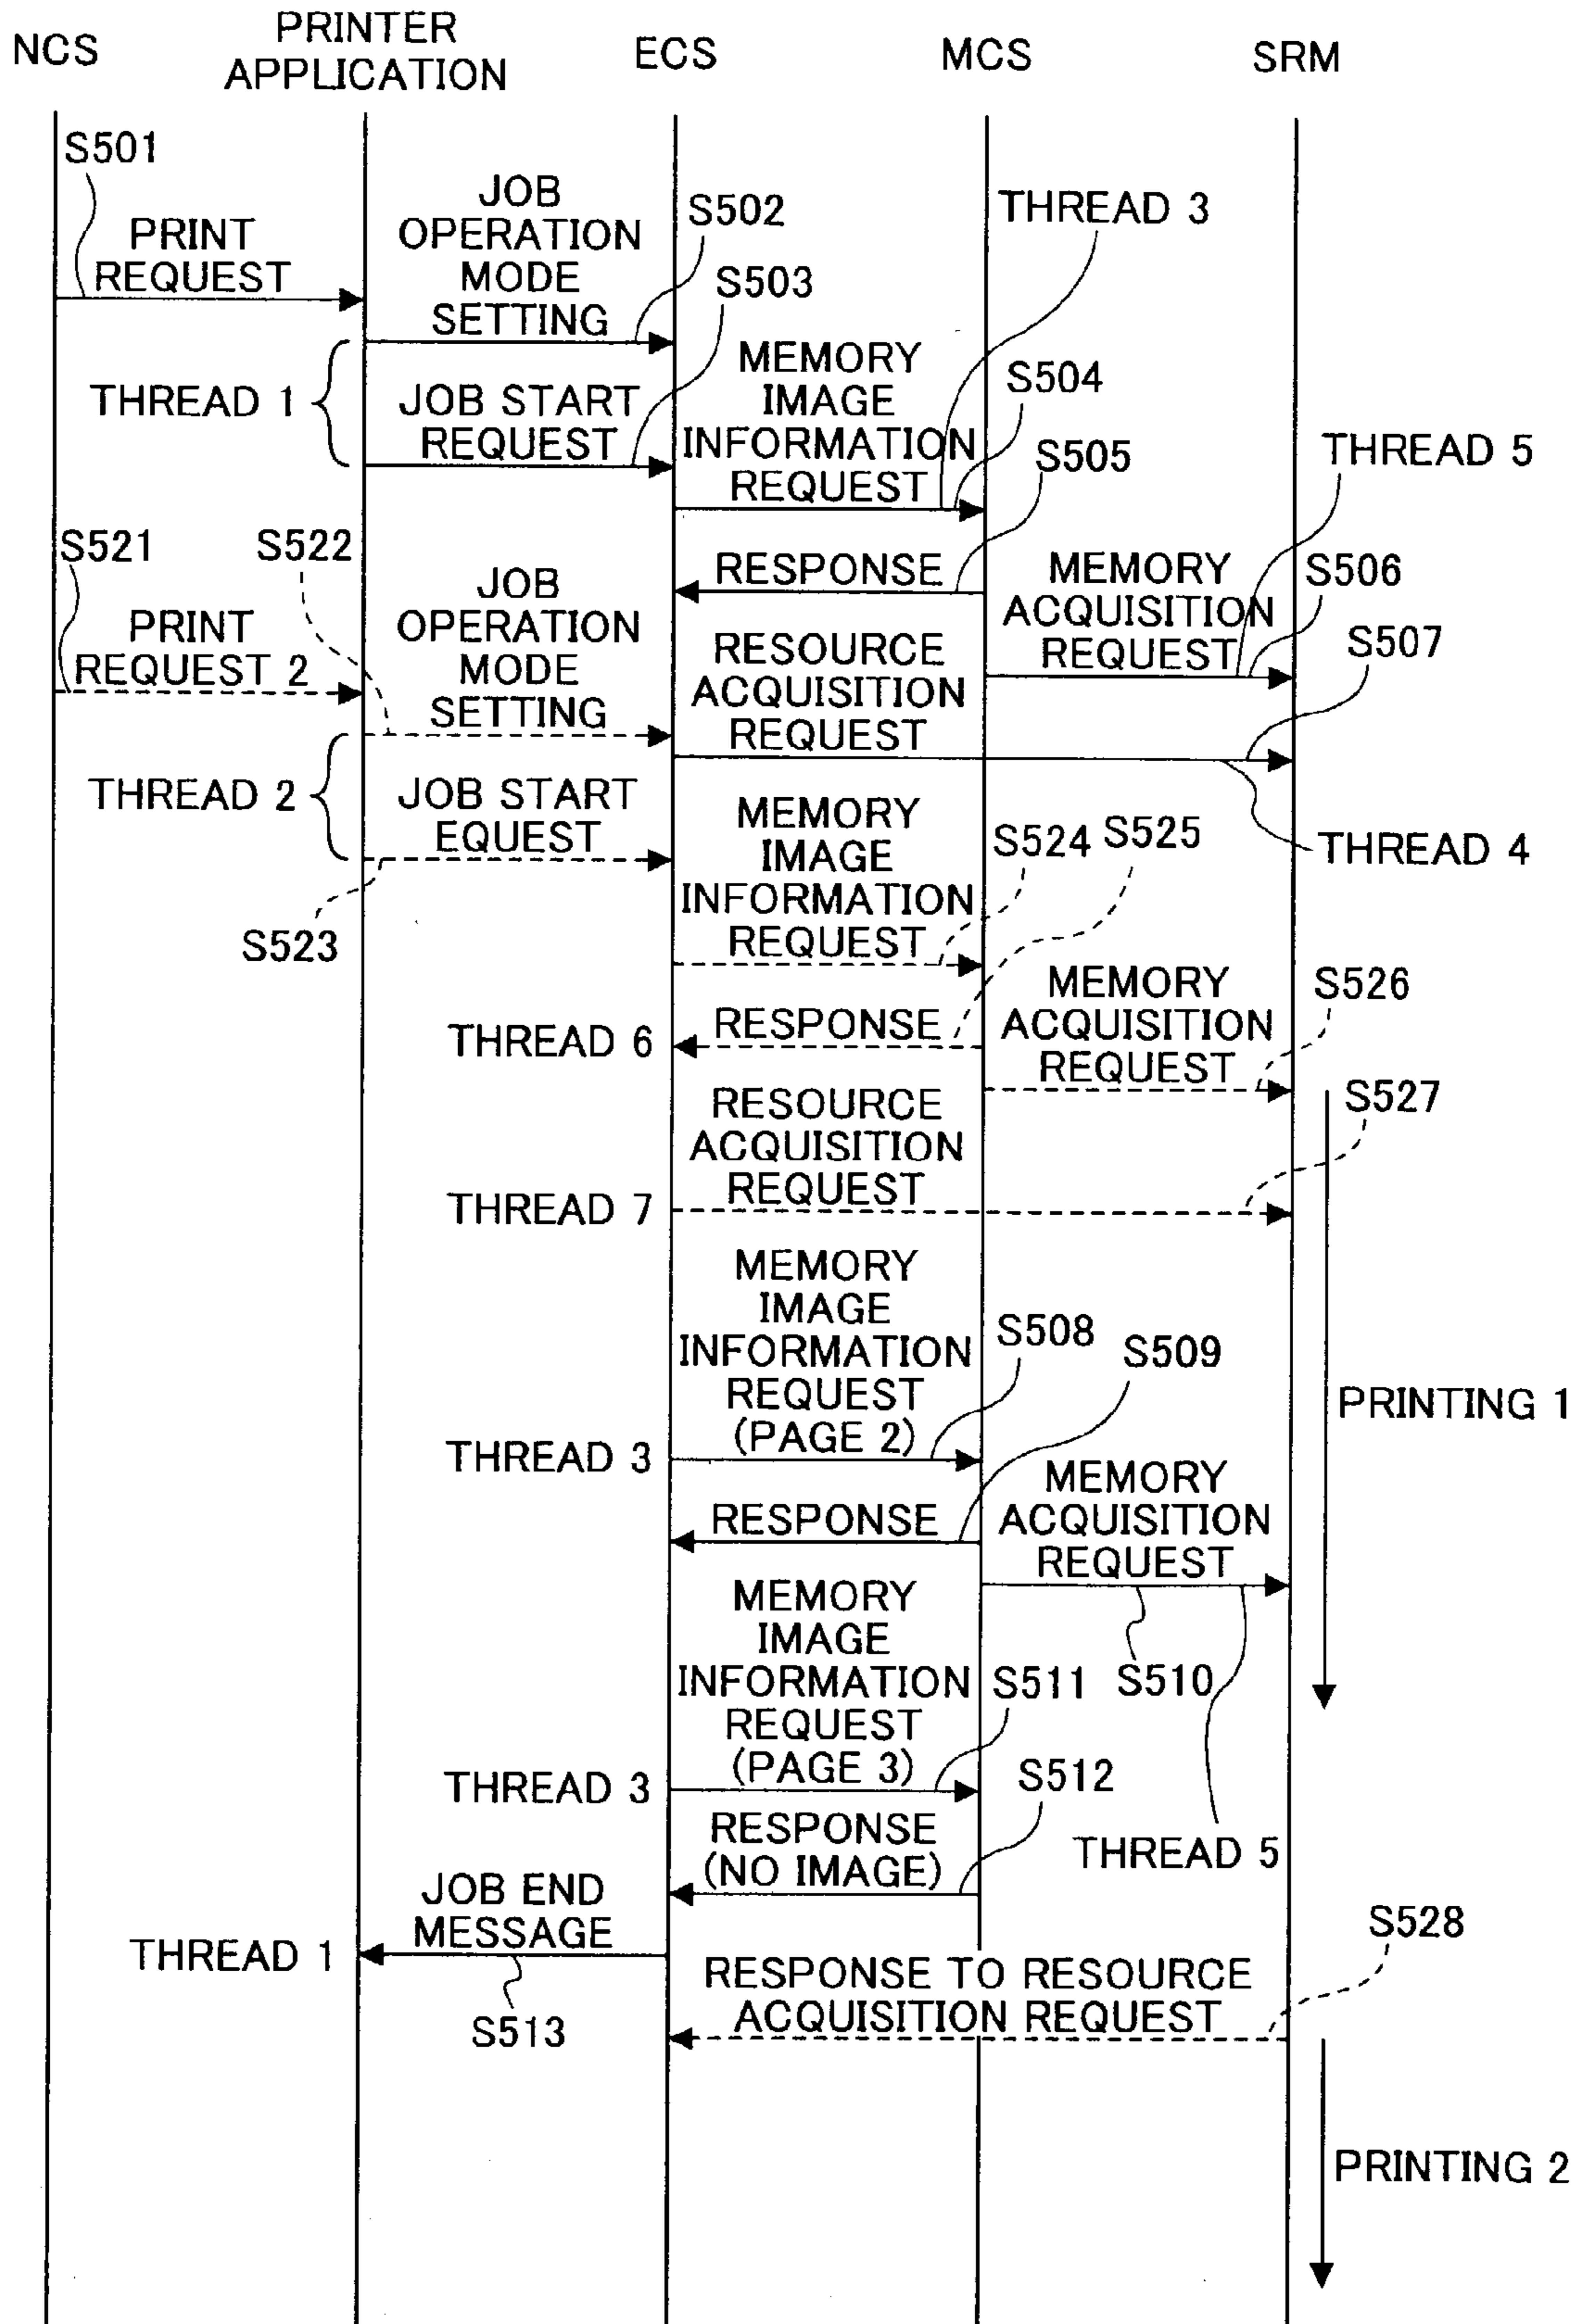 NCS
PRINTER
APPLICATION
ECS
MCS
SRM
S501
PRINT
REQUEST
JOB
OPERATION
MODE
SETTING
S502
S503
THREAD 3
THREAD 1
JOB START
REQUEST
MEMORY
IMAGE
INFORMATION
REQUEST
S504
S505
THREAD 5
S521
S522
RESPONSE
MEMORY
ACQUISITION
REQUEST
S506
S507
PRINT
REQUEST 2
JOB
OPERATION
MODE
SETTING
RESOURCE
ACQUISITION
REQUEST
THREAD 2
JOB START
EQUEST
S523
THREAD 4
MEMORY
IMAGE
INFORMATION
REQUEST
S524
S525
THREAD 6
RESPONSE
MEMORY
ACQUISITION
REQUEST
S526
S527
RESOURCE
ACQUISITION
REQUEST
THREAD 7
MEMORY
IMAGE
INFORMATION
REQUEST
(PAGE 2)
S508
S509
THREAD 3
PRINTING 1
RESPONSE
MEMORY
ACQUISITION
REQUEST
MEMORY
IMAGE
INFORMATION
REQUEST
(PAGE 3)
S511
S510
THREAD 3
S512
RESPONSE
(NO IMAGE)
THREAD 5
JOB END
MESSAGE
THREAD 1
S513
S528
RESPONSE TO RESOURCE
ACQUISITION REQUEST
PRINTING 2